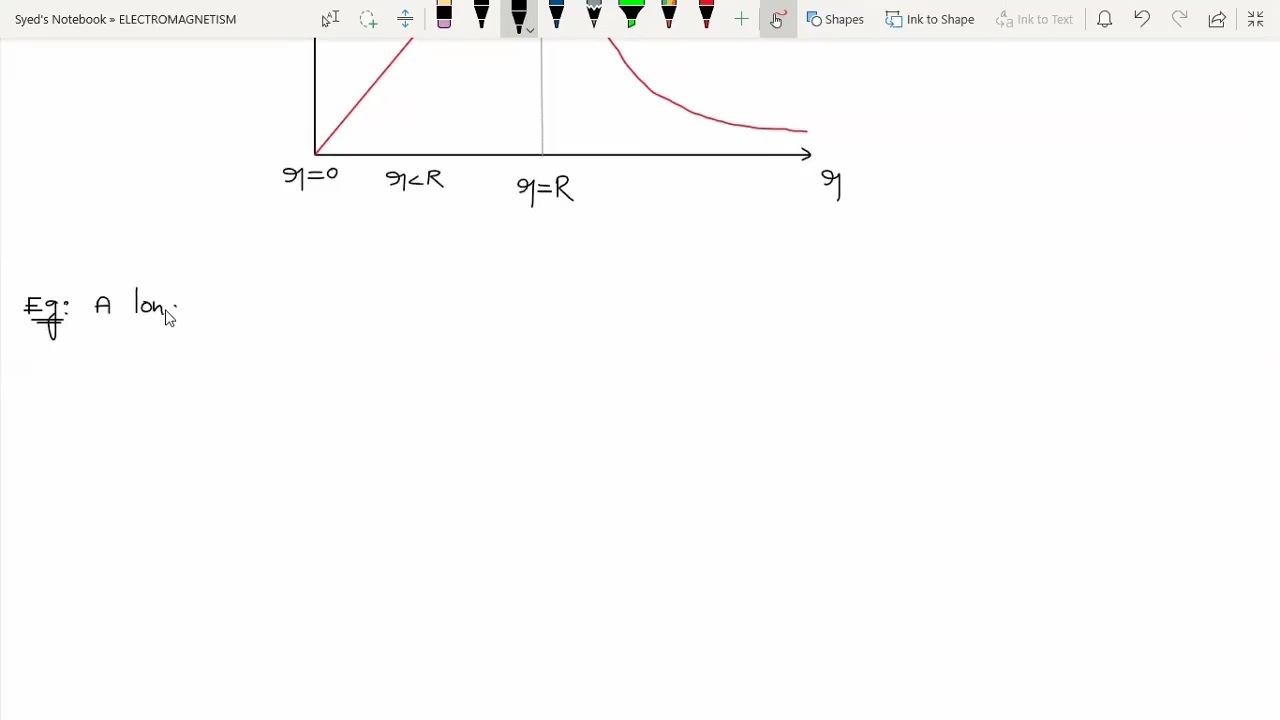 Syed's Notebook » ELECTROMAGNETISM
Shapes
Ink to Shape
Ink to Text
r=0
r<R
r=R
r
Eg: A lon